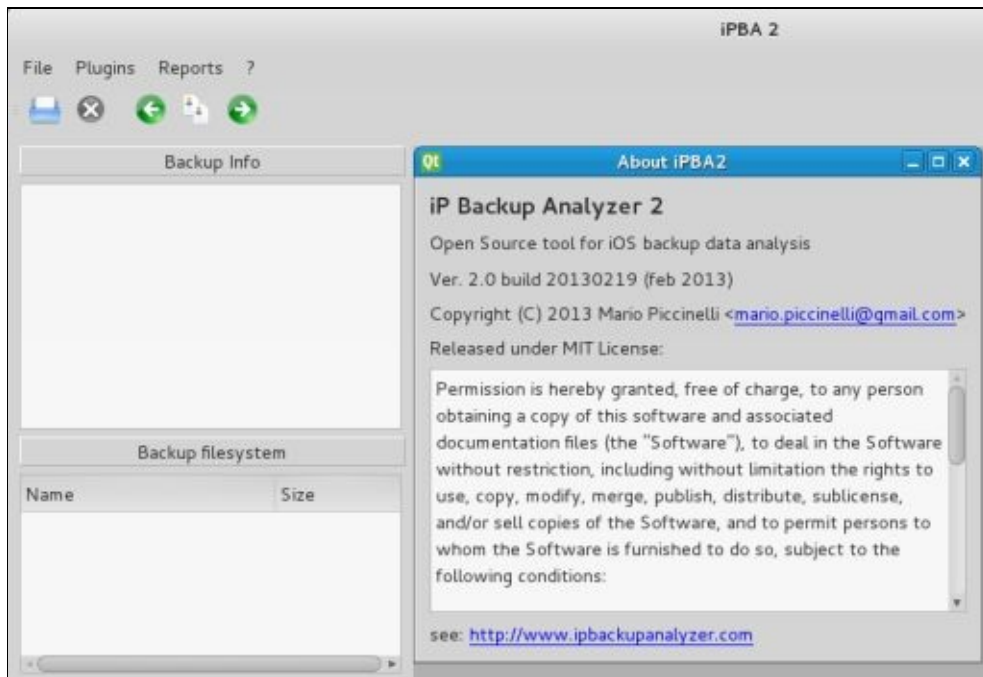 iPBA 2
File Plugins Reports ?
Backup Info
Qt About iPBA2
iP Backup Analyzer 2
Open Source tool for iOS backup data analysis
Ver. 2.0 build 20130219 (feb 2013)
Copyright (C) 2013 Mario Piccinelli <mario.piccinelli@gmail.com>
Released under MIT License:
Permission is hereby granted, free of charge, to any person
obtaining a copy of this software and associated
documentation files (the "Software"), to deal in the Software
without restriction, including without limitation the rights to
use, copy, modify, merge, publish, distribute, sublicense,
and/or sell copies of the Software, and to permit persons to
whom the Software is furnished to do so, subject to the
following conditions:
see: http://www.ipbackupanalyzer.com
Backup filesystem
Name Size